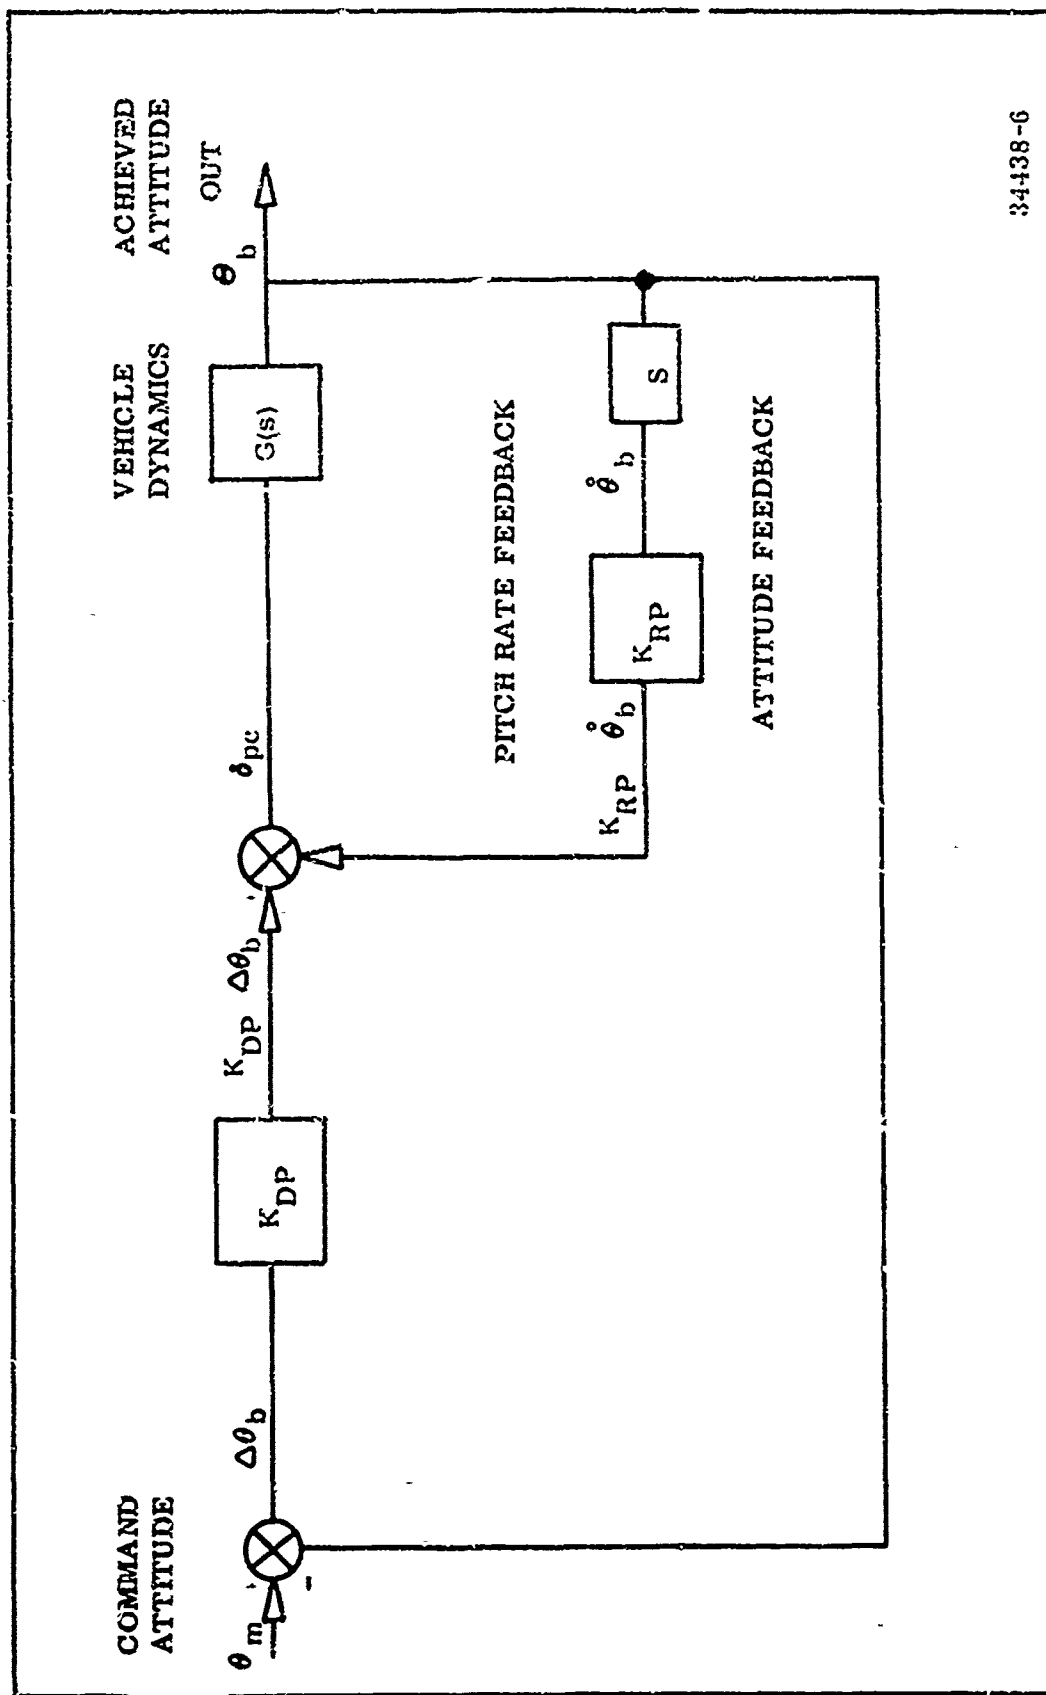 COMMAND
ATTITUDE
θm
-
Δθb
KDP
KDP Δθb
δpc
VEHICLE
DYNAMICS
G(s)
ACHIEVED
ATTITUDE
θb
OUT
PITCH RATE FEEDBACK
KRP θ̇b
KRP
θ̇b
S
ATTITUDE FEEDBACK
34438-6